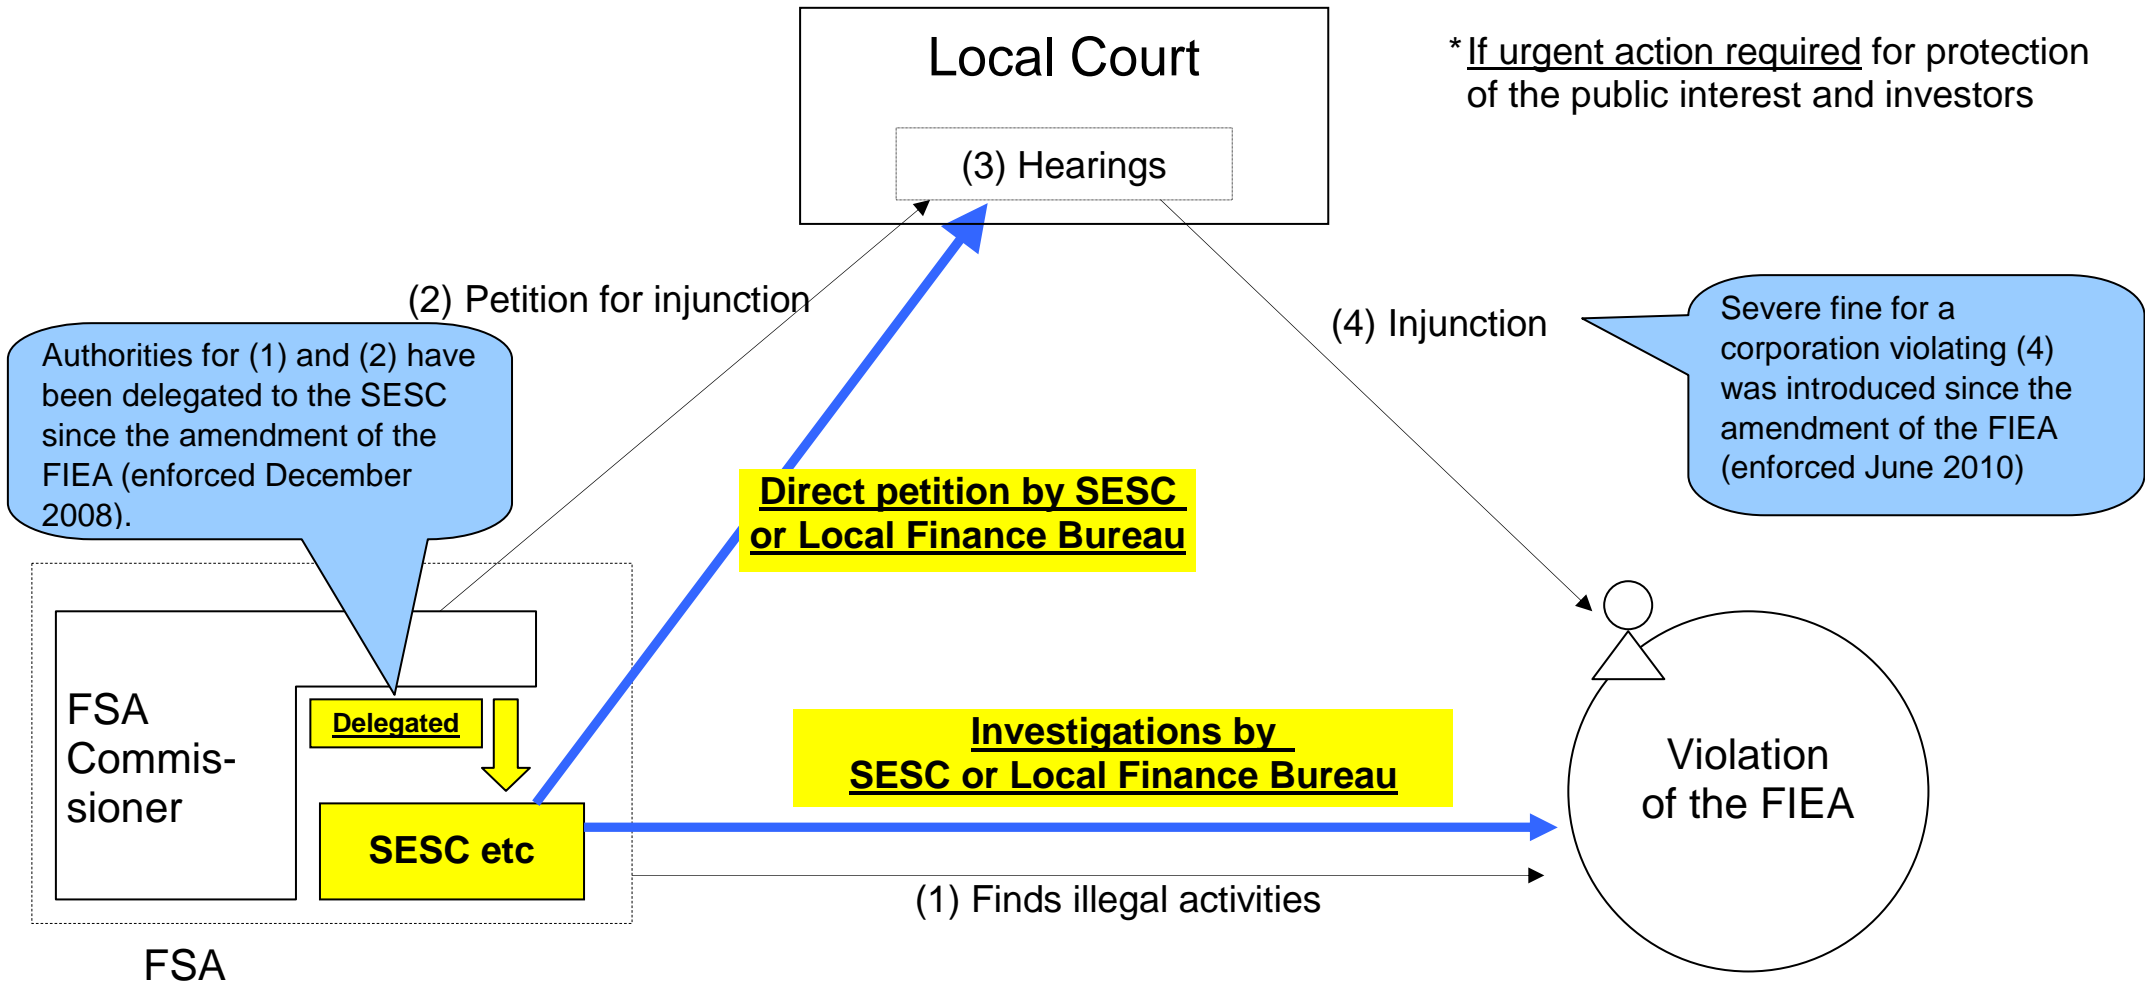 Local Court
(3) Hearings
* If urgent action required for protection
of the public interest and investors
(2) Petition for injunction
(4) Injunction
Severe fine for a
corporation violating (4)
was introduced since the
amendment of the FIEA
(enforced June 2010)
Authorities for (1) and (2) have
been delegated to the SESC
since the amendment of the
FIEA (enforced December
2008).
Direct petition by SESC
or Local Finance Bureau
FSA
Commis-
sioner
Delegated
SESC etc
Investigations by
SESC or Local Finance Bureau
(1) Finds illegal activities
Violation
of the FIEA
FSA